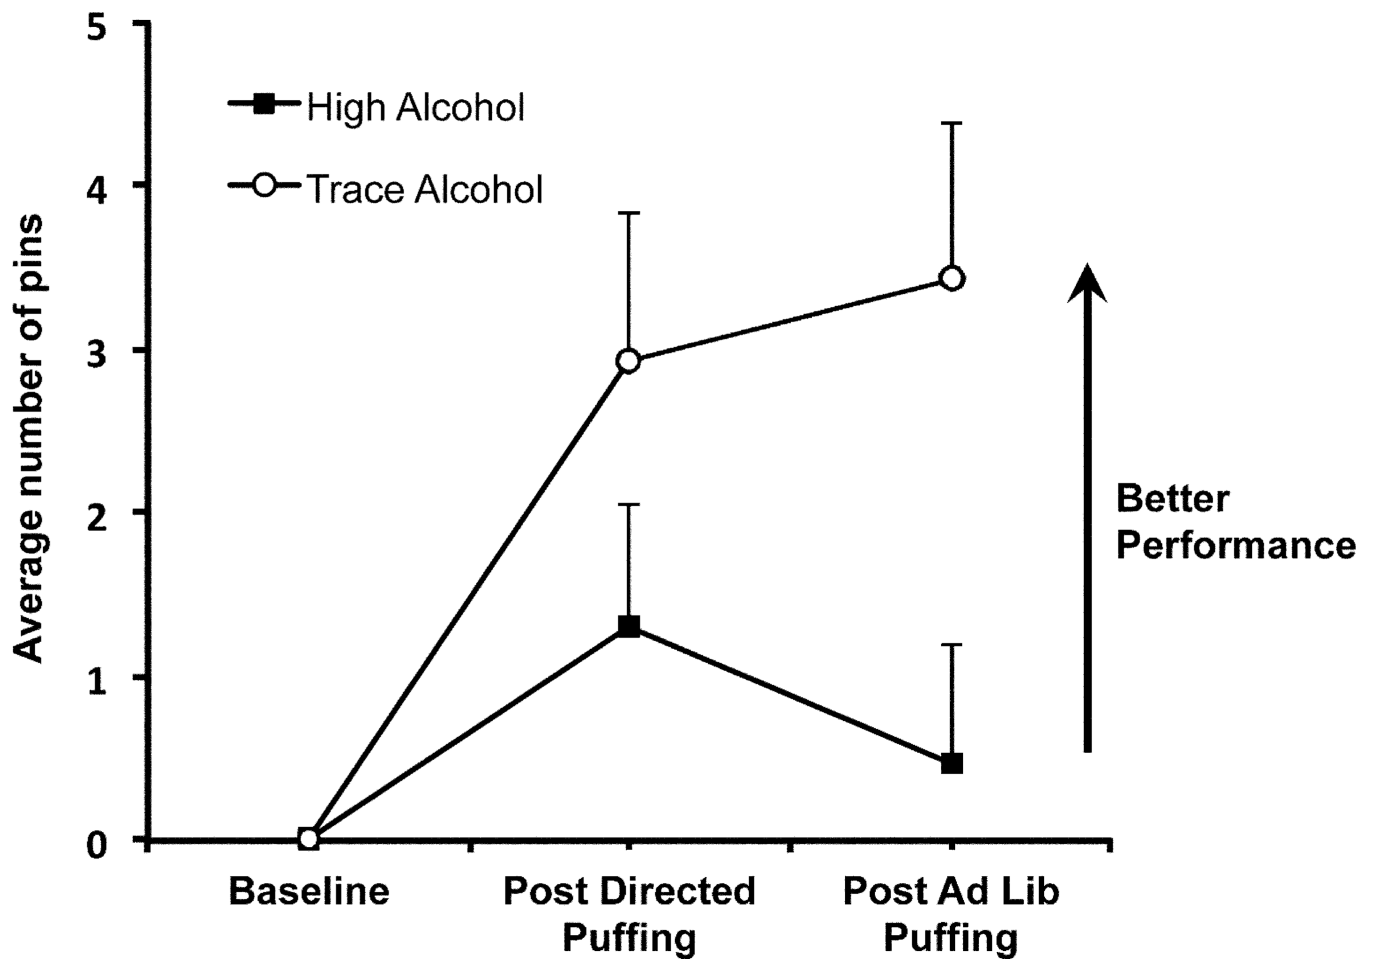 5
4
3
2
1
0
Average number of pins
High Alcohol
Trace Alcohol
Better
Performance
Baseline
Post Directed
Puffing
Post Ad Lib
Puffing